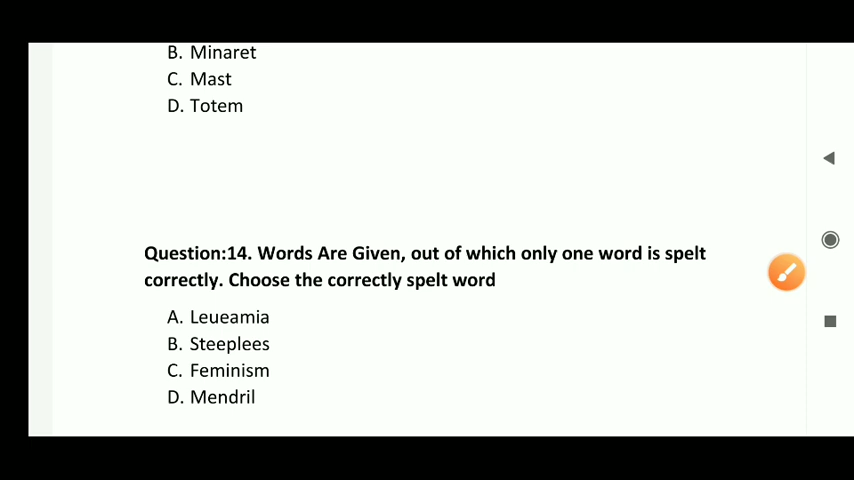 B. Minaret
C. Mast
D. Totem
Question:14. Words Are Given, out of which only one word is spelt
correctly. Choose the correctly spelt word
A. Leueamia
B. Steeplees
C. Feminism
D. Mendril